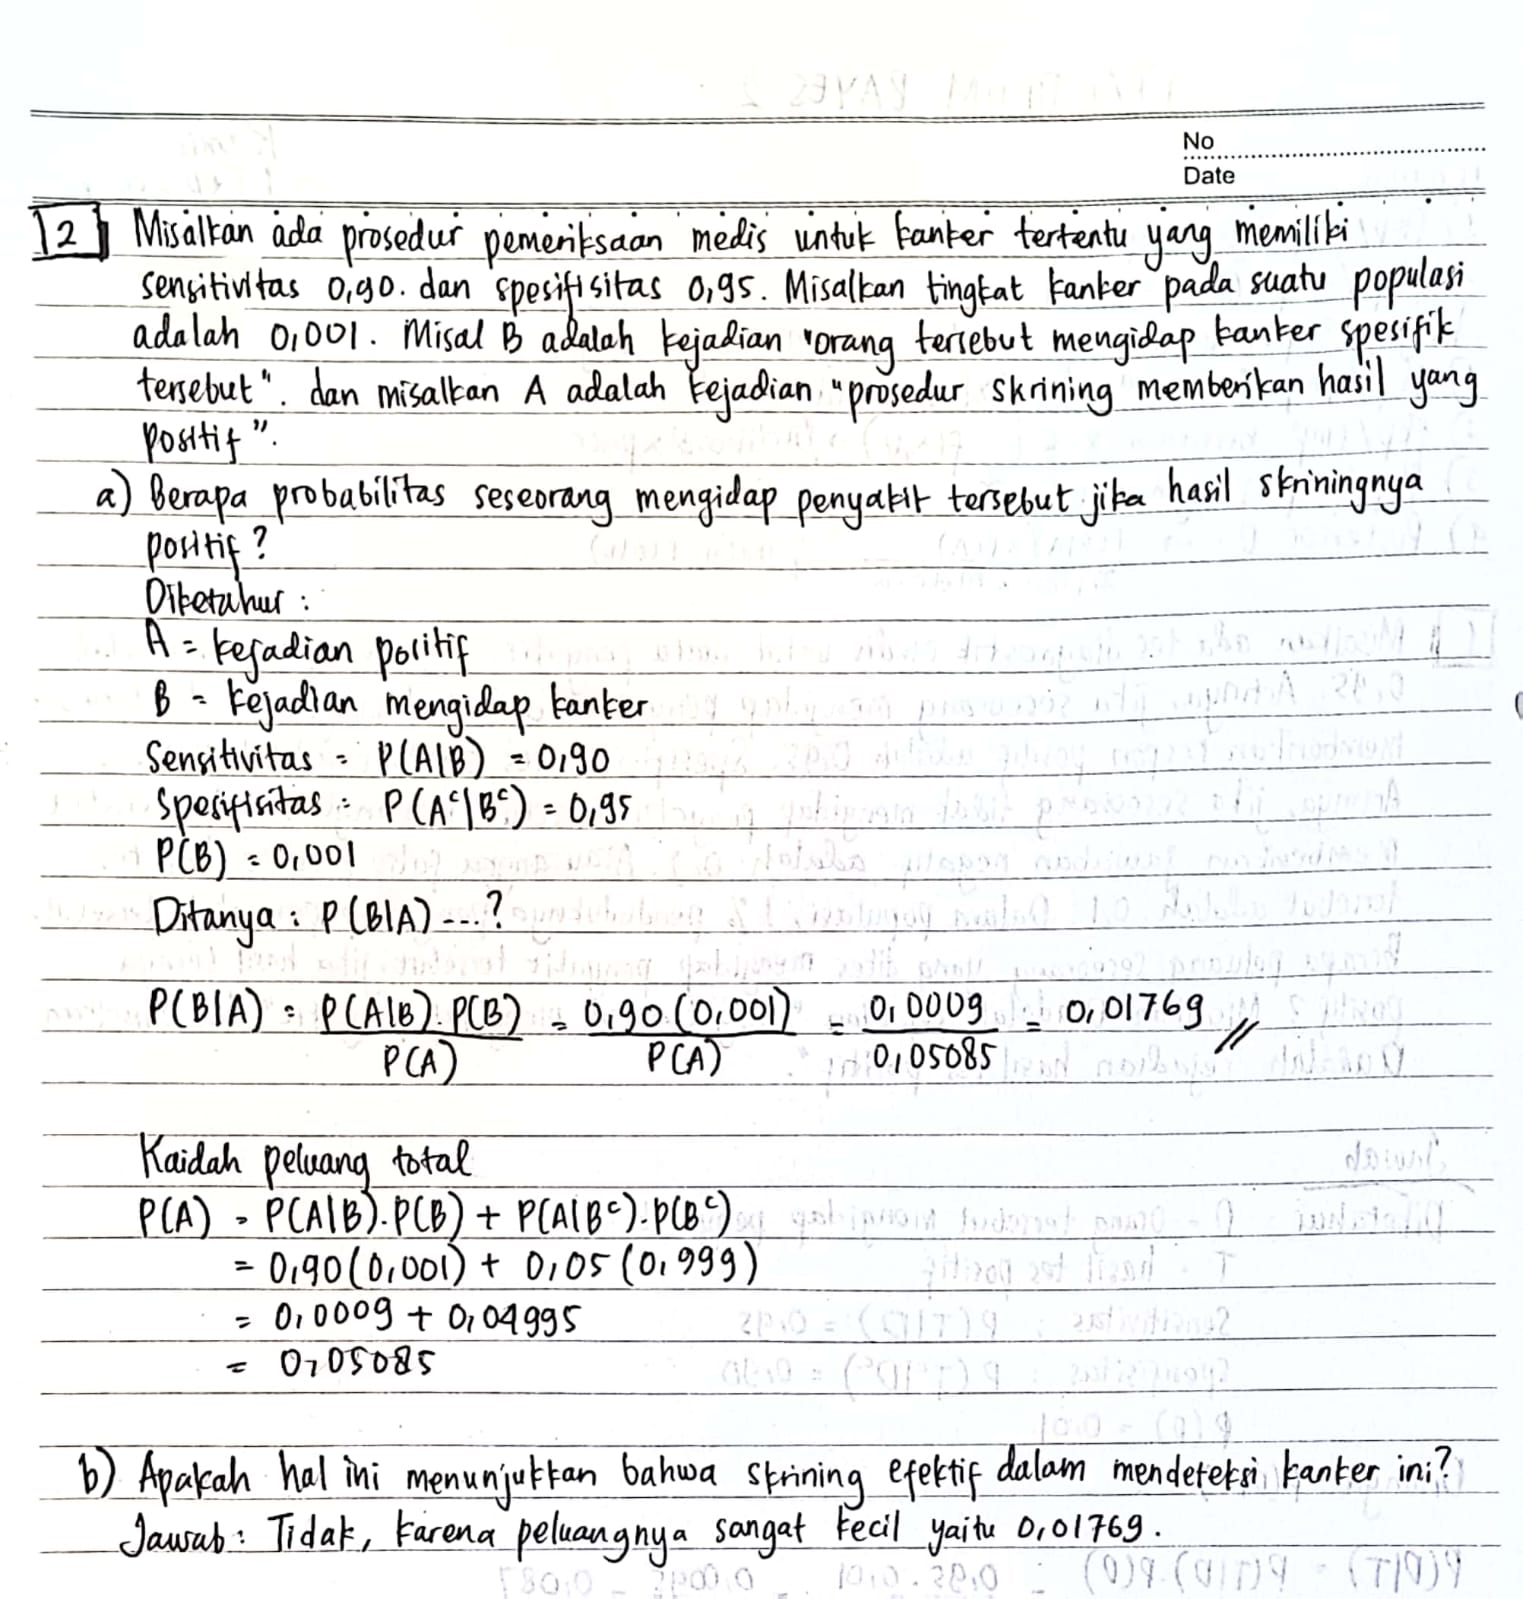 No
Date
2 Misalkan ada prosedur pemeriksaan medis untuk kanker tertentu yang memiliki
sensitivitas 0,90. dan spesifisitas 0,95. Misalkan tingkat kanker pada suatu populasi
adalah 0,001. Misal B adalah kejadian "orang tersebut mengidap kanker spesifik
tersebut". dan misalkan A adalah kejadian "prosedur skrining memberikan hasil yang
positif".
a) Berapa probabilitas seseorang mengidap penyakit tersebut jika hasil skriningnya
positif?
Diketahui :
A = kejadian positif
B = kejadian mengidap kanker
Sensitivitas = P(A|B) = 0,90
Spesifisitas = P(Aᶜ|Bᶜ) = 0,95
P(B) = 0,001
Ditanya : P(B|A) ---?
P(B|A) = P(A|B).P(B) / P(A) = 0,90(0,001) / P(A) = 0,0009 / 0,05085 = 0,01769 //
Kaidah peluang total
P(A) = P(A|B).P(B) + P(A|Bᶜ).P(Bᶜ)
= 0,90(0,001) + 0,05(0,999)
= 0,0009 + 0,04995
= 0,05085
b) Apakah hal ini menunjukkan bahwa skrining efektif dalam mendeteksi kanker ini?
Jawab : Tidak, karena peluangnya sangat kecil yaitu 0,01769.